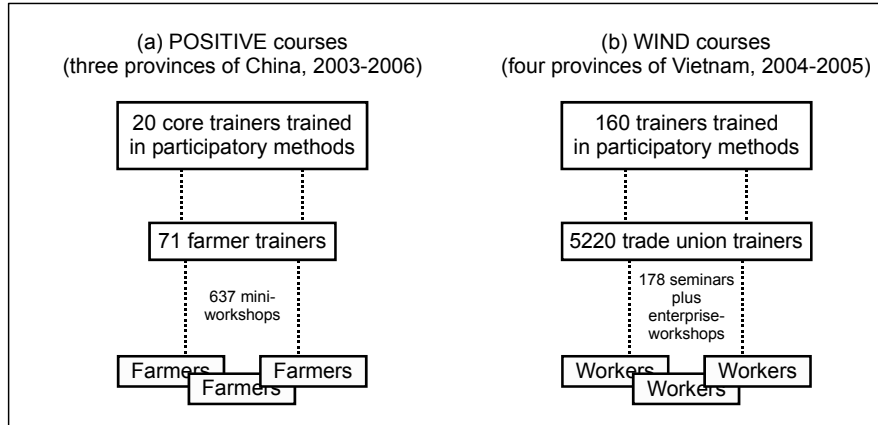 (a) POSITIVE courses
(three provinces of China, 2003-2006)
20 core trainers trained
in participatory methods
71 farmer trainers
637 mini-
workshops
Farmers
Farmers
Farmers
(b) WIND courses
(four provinces of Vietnam, 2004-2005)
160 trainers trained
in participatory methods
5220 trade union trainers
178 seminars
plus
enterprise-
workshops
Workers
Workers
Workers